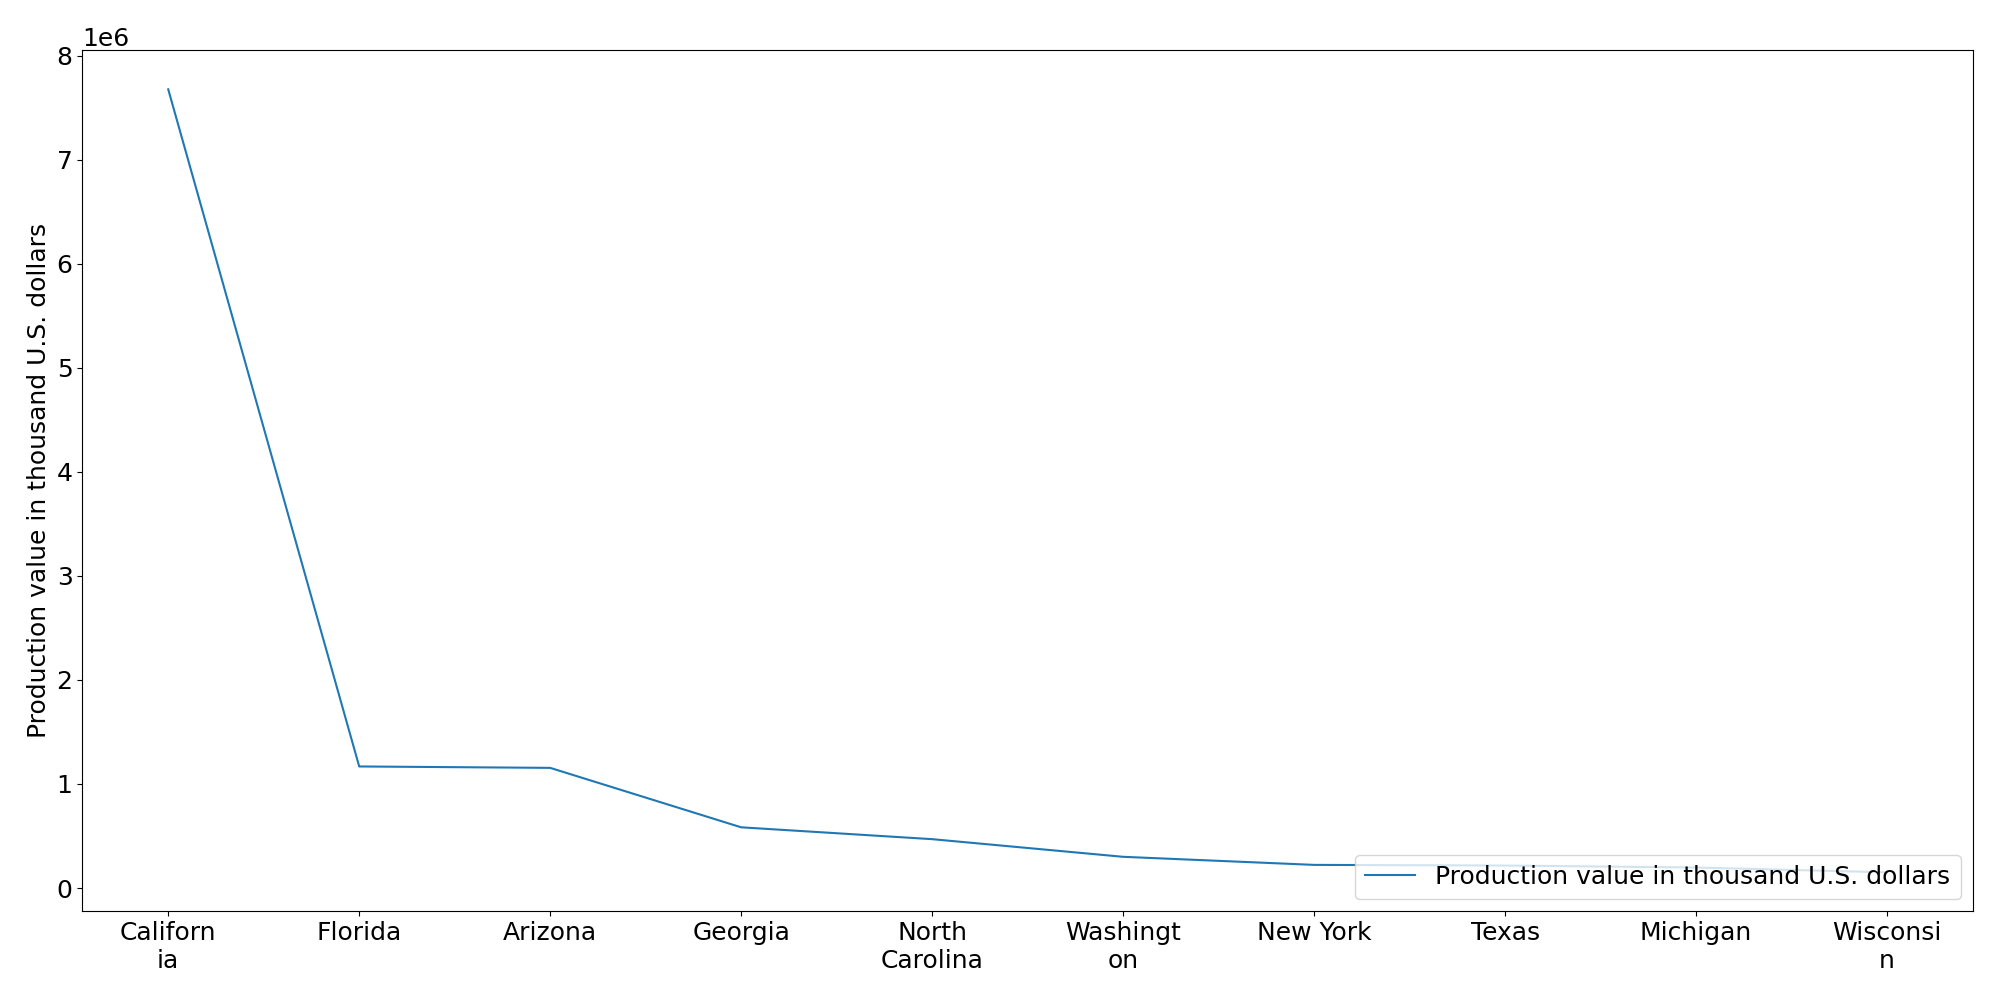 1e6
8
7
6
5
4
3
2
1
0
Production value in thousand U.S. dollars
Production value in thousand U.S. dollars
Californ
ia
Florida
Arizona
Georgia
North
Carolina
Washingt
on
New York
Texas
Michigan
Wisconsi
n